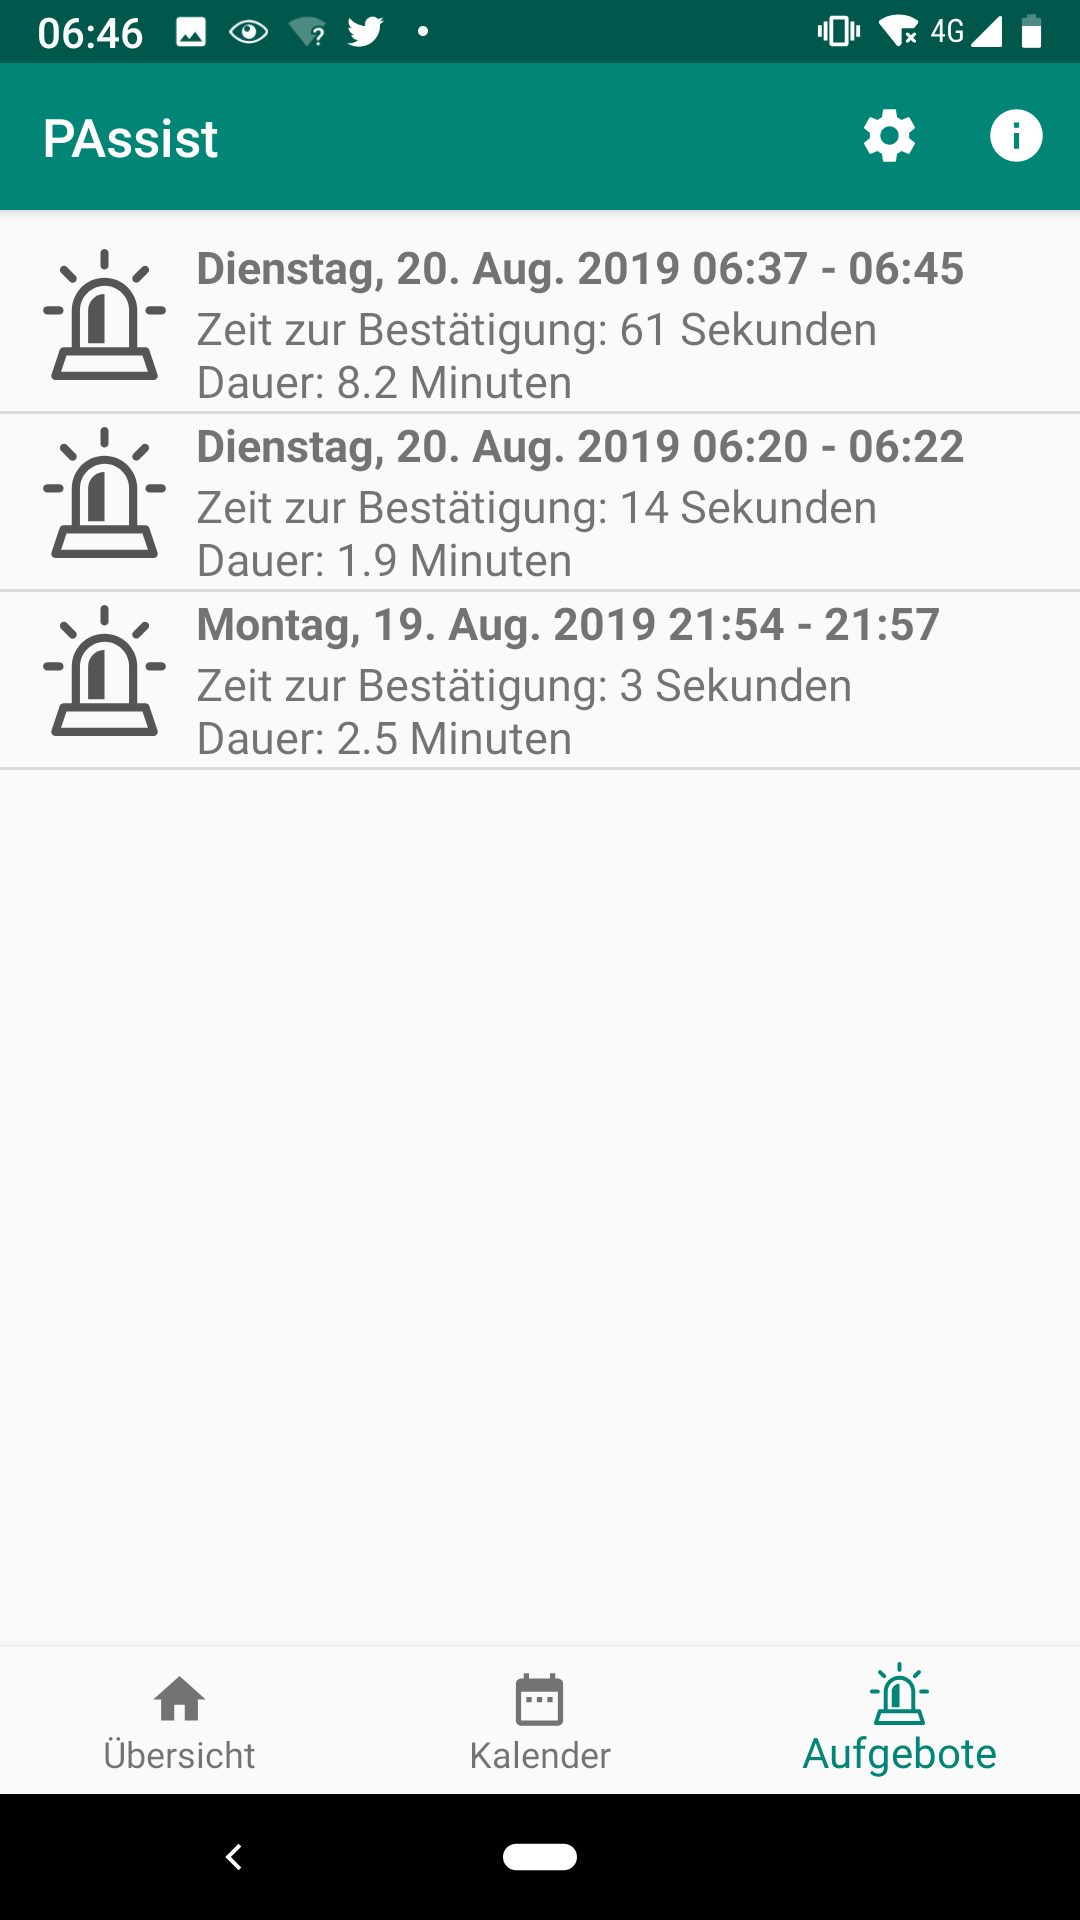 06:46
4G
PAssist
Dienstag, 20. Aug. 2019 06:37 - 06:45
Zeit zur Bestätigung: 61 Sekunden
Dauer: 8.2 Minuten
Dienstag, 20. Aug. 2019 06:20 - 06:22
Zeit zur Bestätigung: 14 Sekunden
Dauer: 1.9 Minuten
Montag, 19. Aug. 2019 21:54 - 21:57
Zeit zur Bestätigung: 3 Sekunden
Dauer: 2.5 Minuten
Übersicht
Kalender
Aufgebote